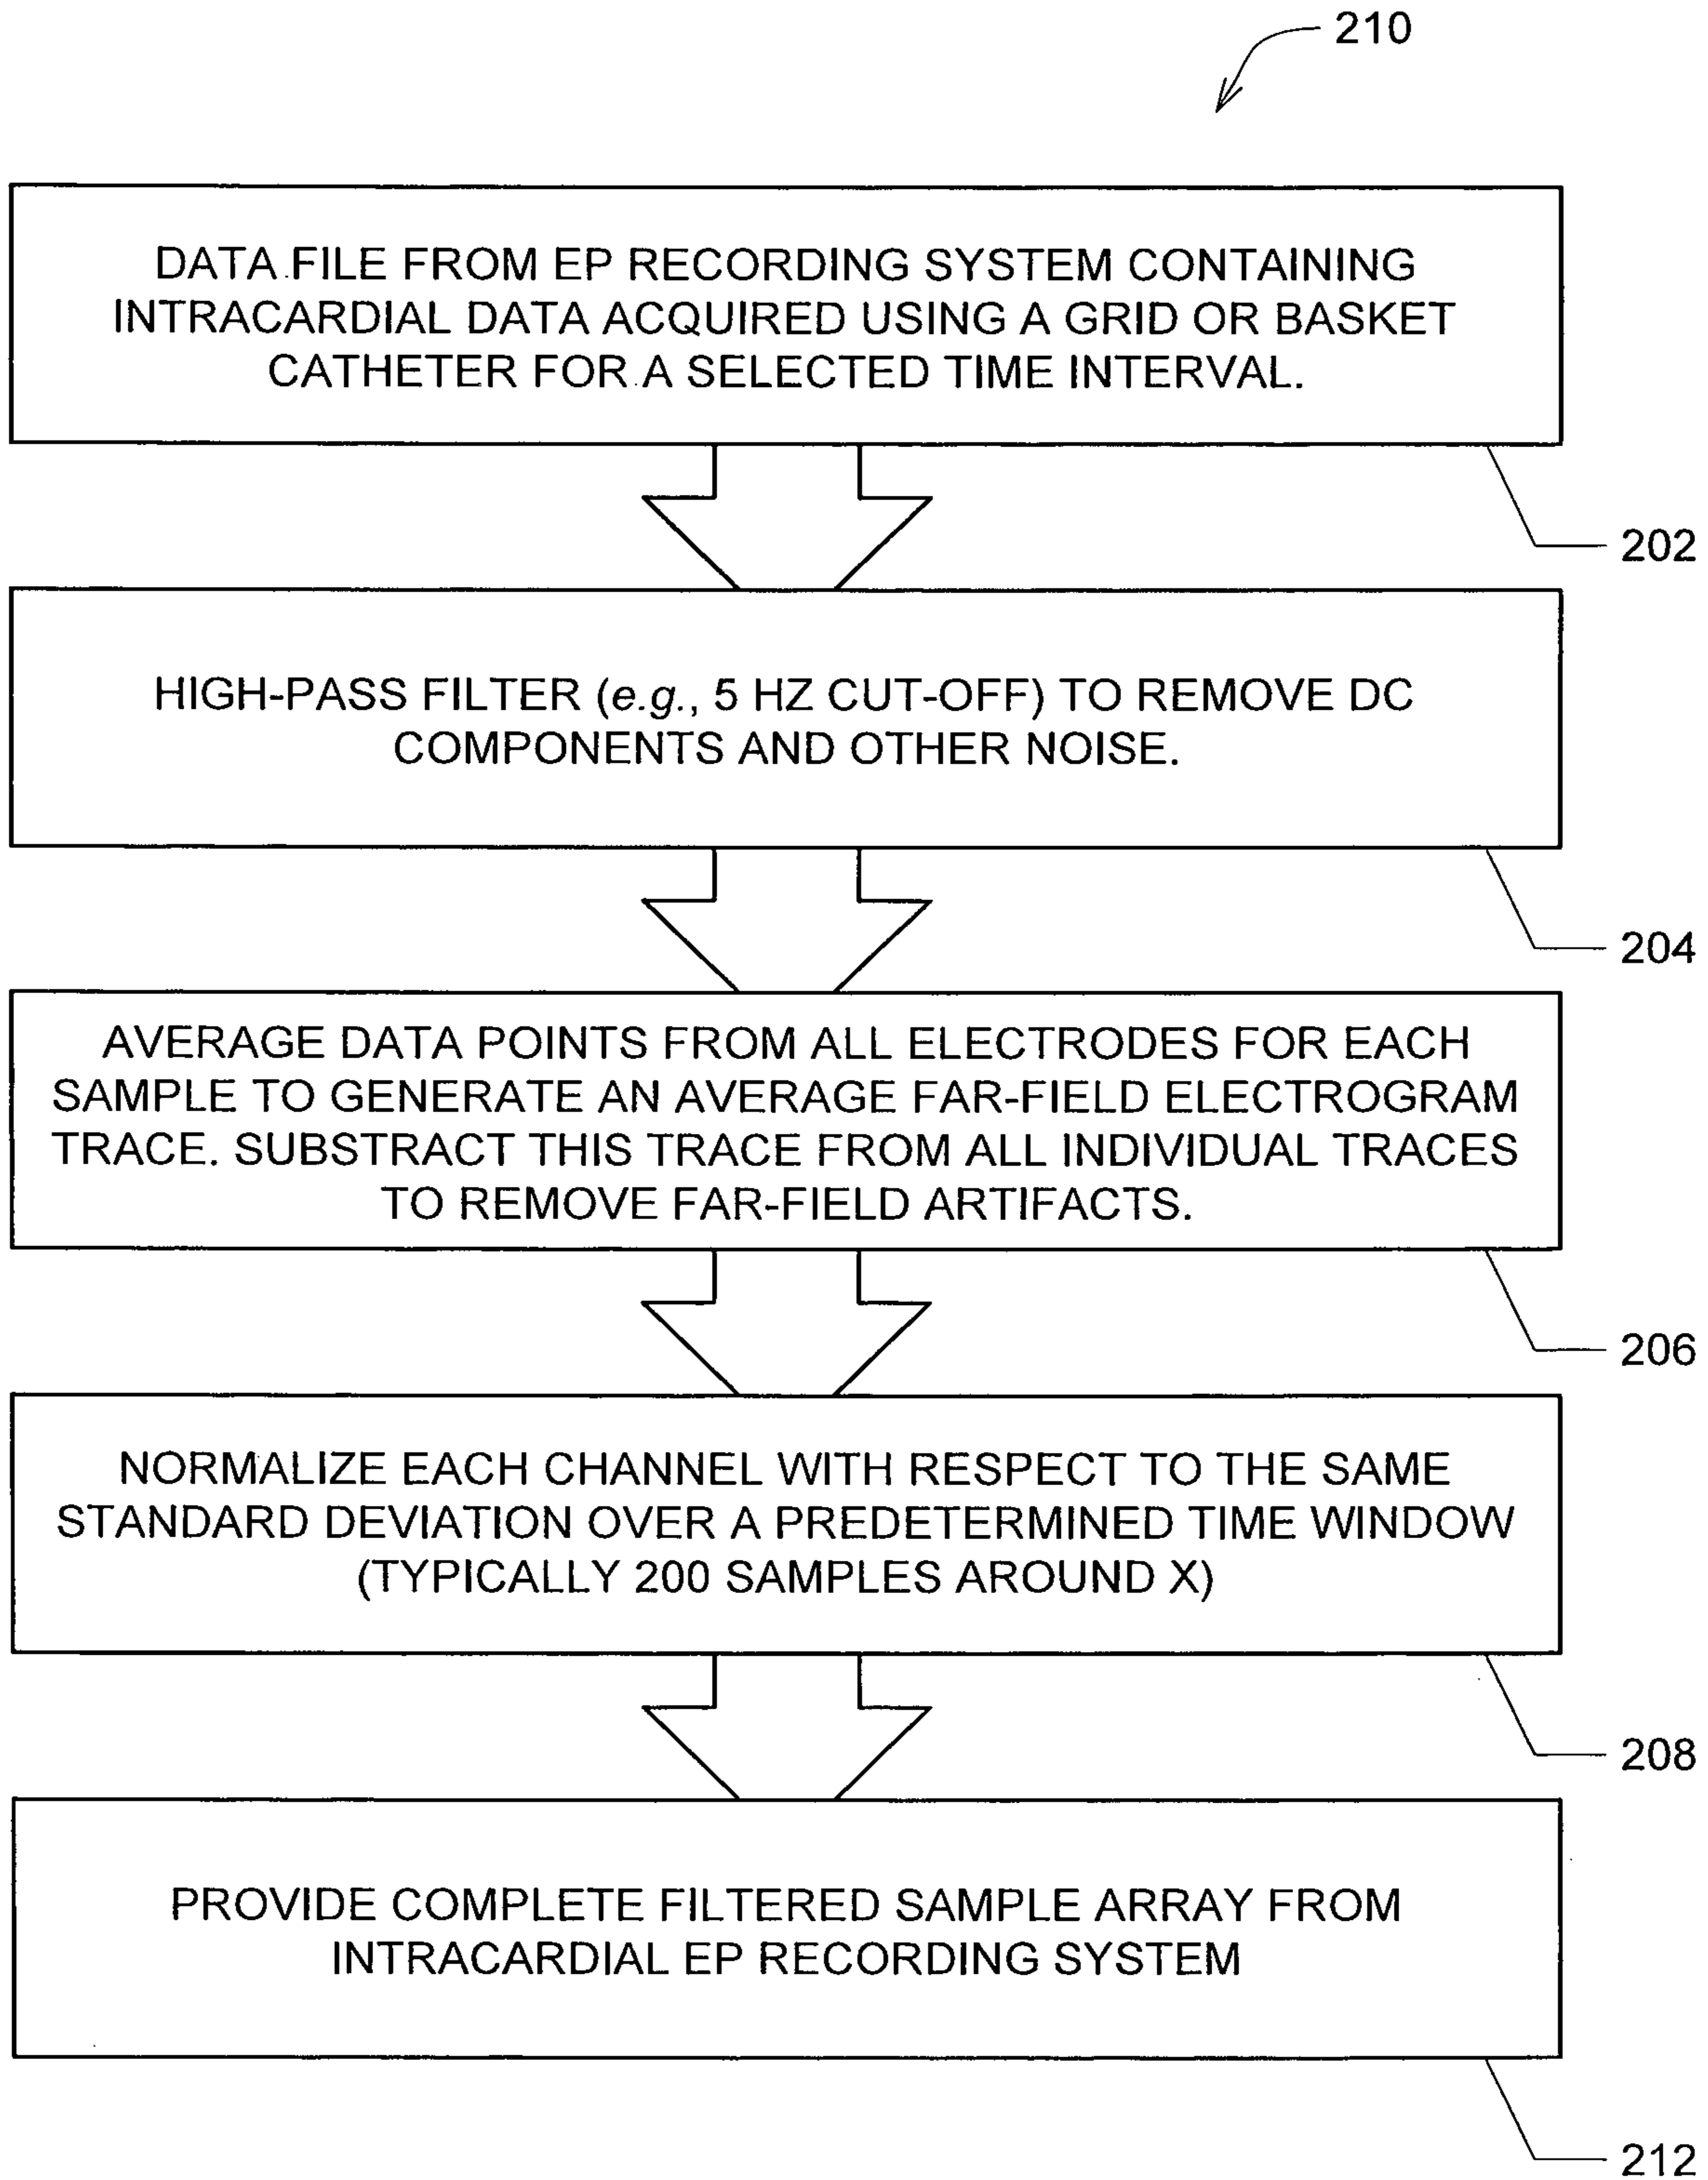 210
DATA FILE FROM EP RECORDING SYSTEM CONTAINING
INTRACARDIAL DATA ACQUIRED USING A GRID OR BASKET
CATHETER FOR A SELECTED TIME INTERVAL.
202
HIGH-PASS FILTER (e.g., 5 HZ CUT-OFF) TO REMOVE DC
COMPONENTS AND OTHER NOISE.
204
AVERAGE DATA POINTS FROM ALL ELECTRODES FOR EACH
SAMPLE TO GENERATE AN AVERAGE FAR-FIELD ELECTROGRAM
TRACE. SUBSTRACT THIS TRACE FROM ALL INDIVIDUAL TRACES
TO REMOVE FAR-FIELD ARTIFACTS.
206
NORMALIZE EACH CHANNEL WITH RESPECT TO THE SAME
STANDARD DEVIATION OVER A PREDETERMINED TIME WINDOW
(TYPICALLY 200 SAMPLES AROUND X)
208
PROVIDE COMPLETE FILTERED SAMPLE ARRAY FROM
INTRACARDIAL EP RECORDING SYSTEM
212